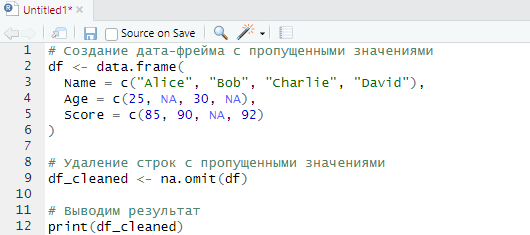 Untitled1*
Source on Save
1 # Создание дата-фрейма с пропущенными значениями
2 df <- data.frame(
3   Name = c("Alice", "Bob", "Charlie", "David"),
4   Age = c(25, NA, 30, NA),
5   Score = c(85, 90, NA, 92)
6 )
7
8 # Удаление строк с пропущенными значениями
9 df_cleaned <- na.omit(df)
10
11 # Выводим результат
12 print(df_cleaned)